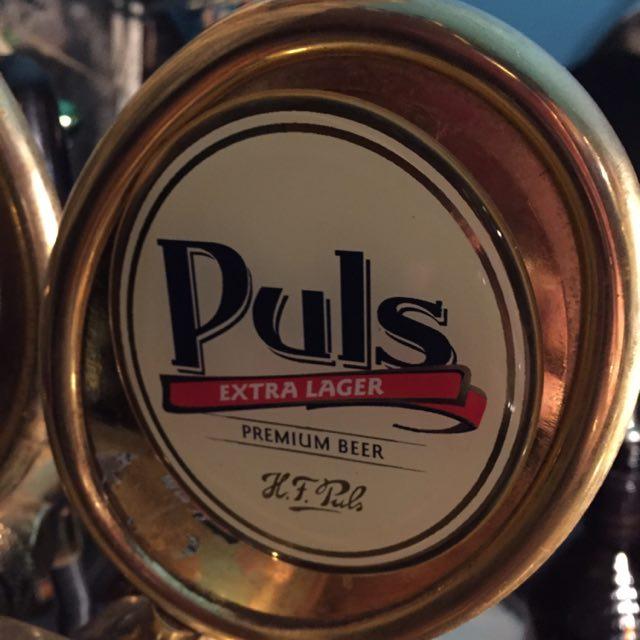 Puls
EXTRA LAGER
PREMIUM BEER
H.F. Puls